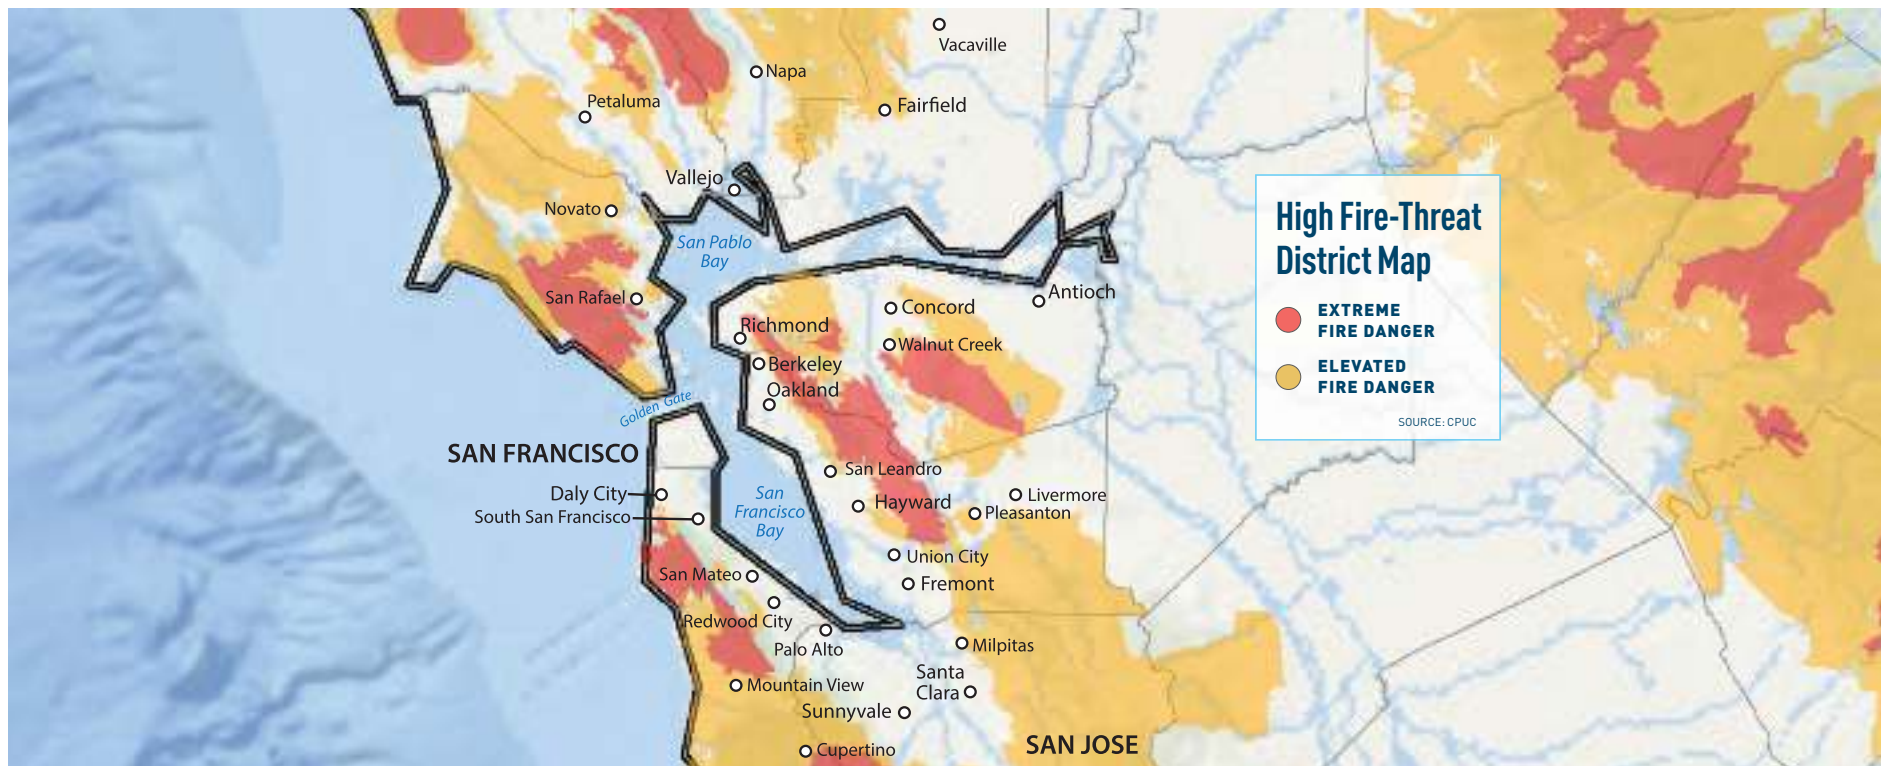 Vacaville
Napa
Petaluma
Fairfield
Vallejo
Novato
San Pablo
Bay
High Fire-Threat
District Map
EXTREME
FIRE DANGER
ELEVATED
FIRE DANGER
SOURCE: CPUC
San Rafael
Antioch
Concord
Richmond
Walnut Creek
Berkeley
Oakland
Golden Gate
SAN FRANCISCO
San Leandro
Daly City
San
Francisco
Bay
Livermore
Hayward
Pleasanton
South San Francisco
Union City
San Mateo
Fremont
Redwood City
Palo Alto
Milpitas
Santa
Clara
Mountain View
Sunnyvale
SAN JOSE
Cupertino